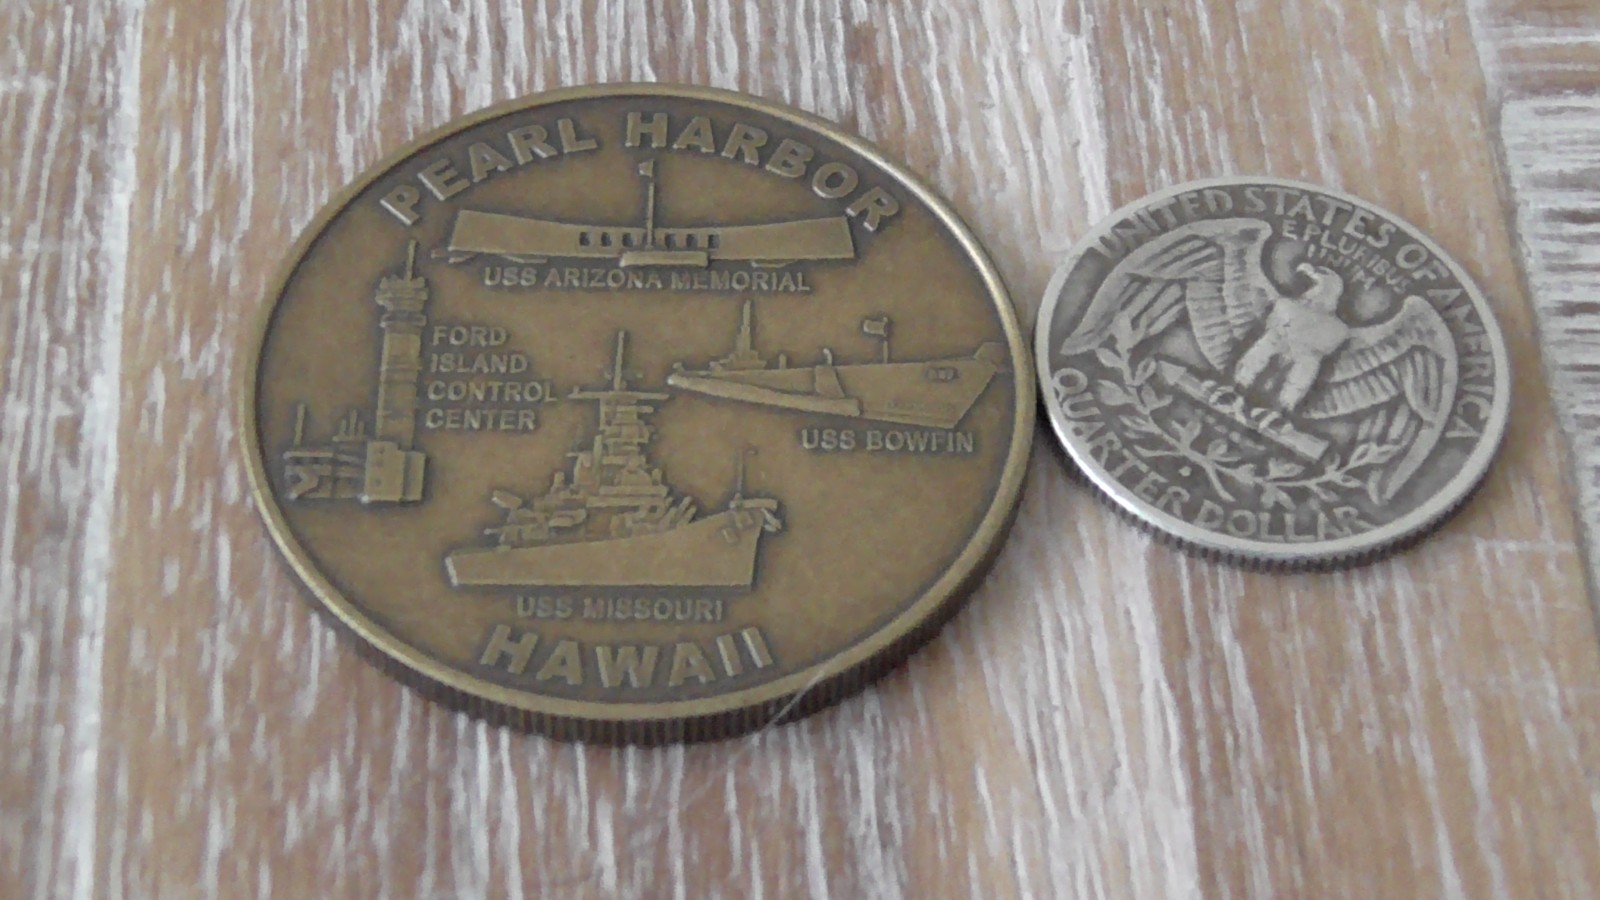 PEARL HARBOR
USS ARIZONA MEMORIAL
FORD
ISLAND
CONTROL
CENTER
USS BOWFIN
USS MISSOURI
HAWAII
UNITED STATES OF AMERICA
E PLURIBUS
UNUM
QUARTER DOLLAR